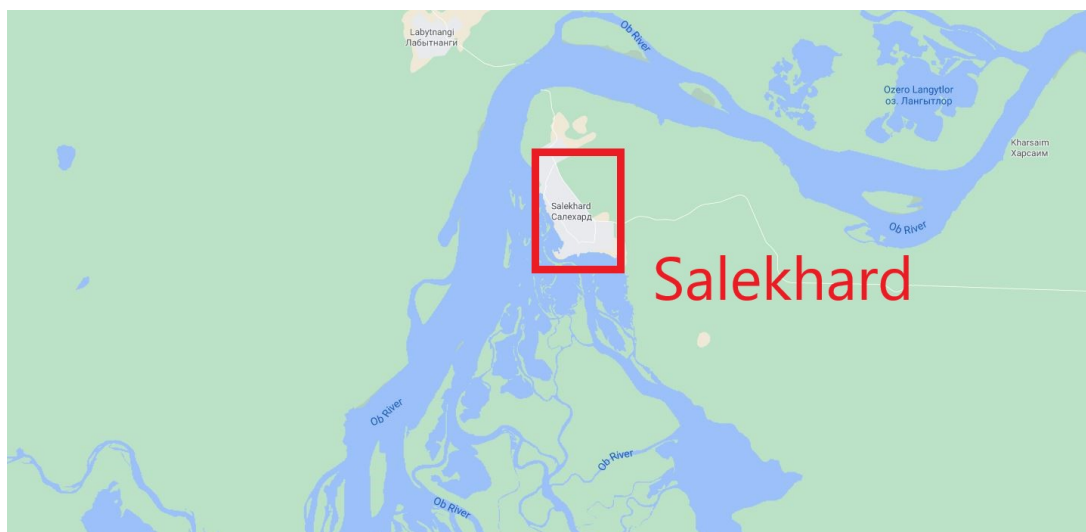 Labytnangi
Лабытнанги
Ob River
Ozero Langytlor
оз. Лангытлор
Kharsaim
Харсаим
Salekhard
Салехард
Ob River
Salekhard
Ob River
Ob River
Ob River